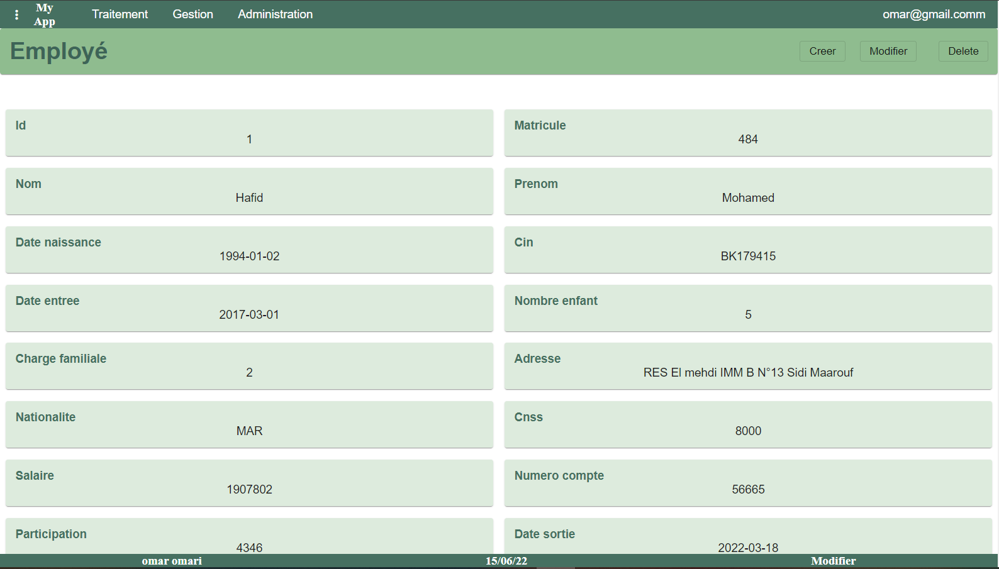 My App
Traitement Gestion Administration omar@gmail.comm
Employé Creer Modifier Delete
Id Matricule
1 484
Nom Prenom
Hafid Mohamed
Date naissance Cin
1994-01-02 BK179415
Date entree Nombre enfant
2017-03-01 5
Charge familiale Adresse
2 RES El mehdi IMM B N°13 Sidi Maarouf
Nationalite Cnss
MAR 8000
Salaire Numero compte
1907802 56665
Participation Date sortie
4346 2022-03-18
omar omari 15/06/22 Modifier